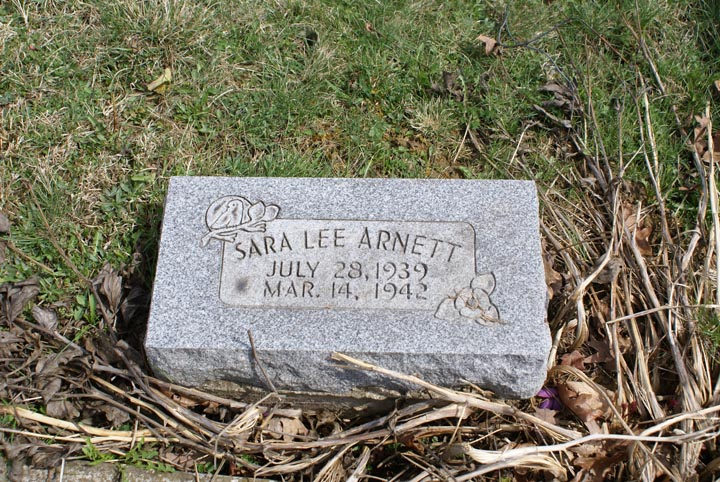 SARA LEE ARNETT
JULY 28, 1939
MAR. 14, 1942